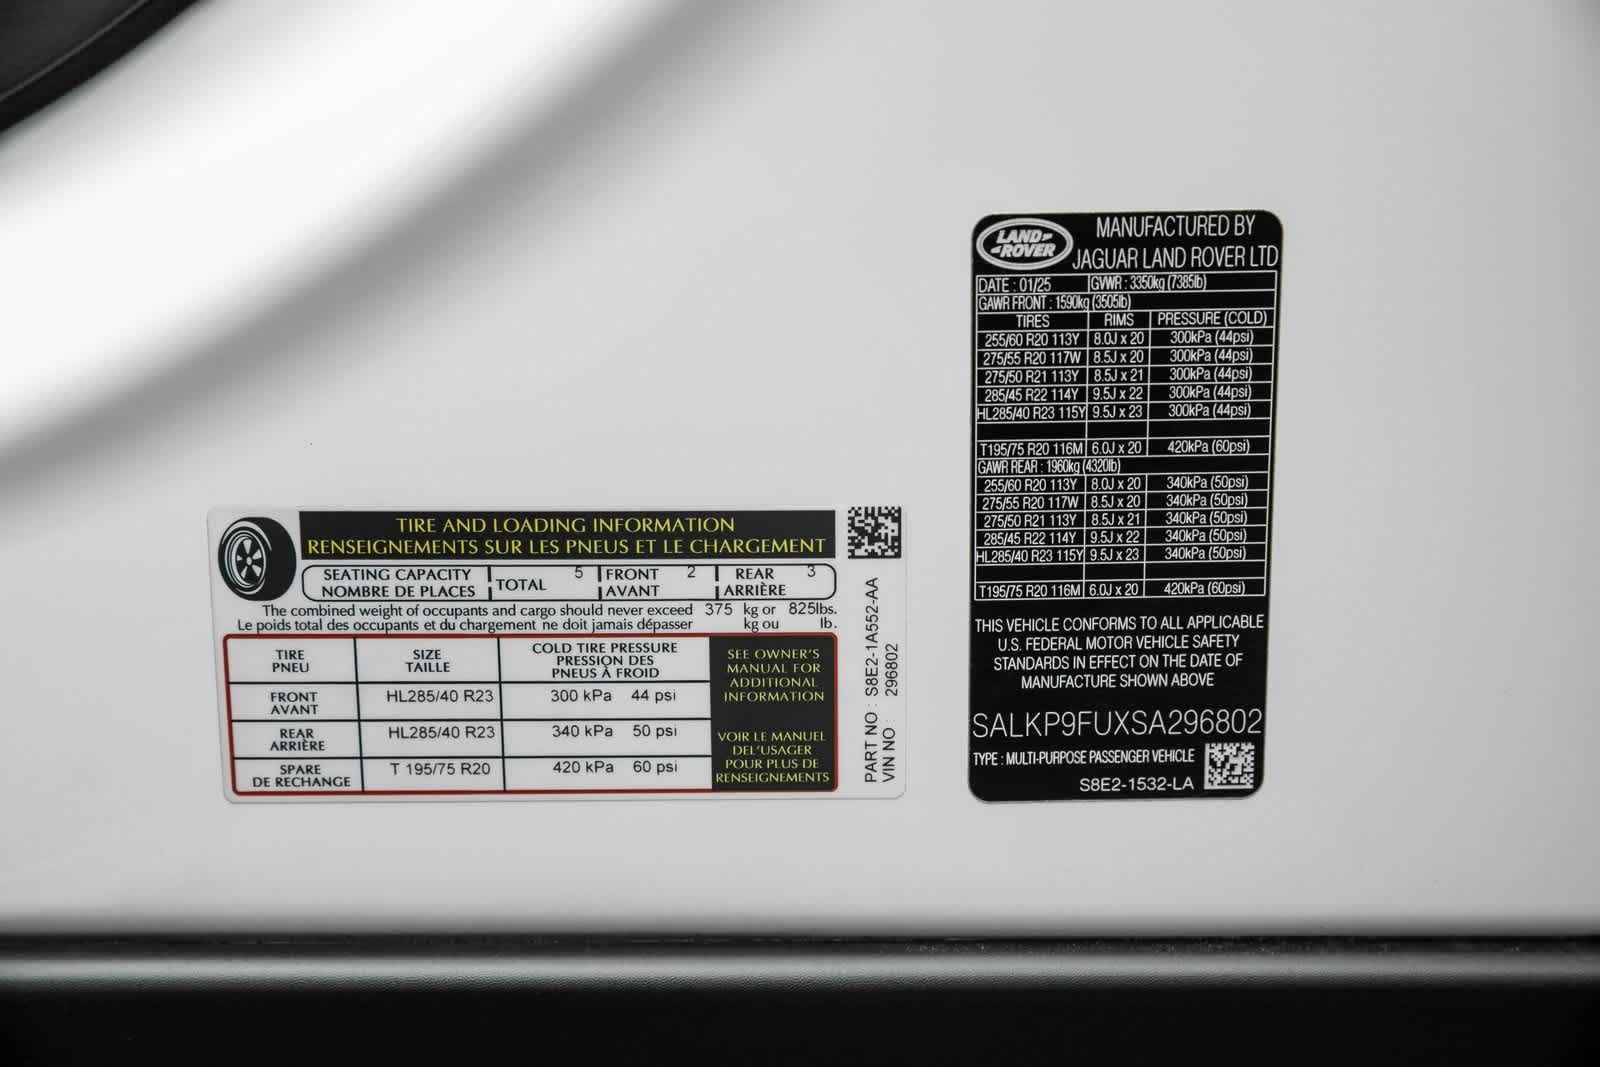 TIRE AND LOADING INFORMATION
RENSEIGNEMENTS SUR LES PNEUS ET LE CHARGEMENT
SEATING CAPACITY TOTAL 5 FRONT 2 REAR 3
NOMBRE DE PLACES AVANT ARRIÈRE
The combined weight of occupants and cargo should never exceed 375 kg or 825lbs.
Le poids total des occupants et du chargement ne doit jamais dépasser kg ou lb.
TIRE SIZE COLD TIRE PRESSURE
PNEU TAILLE PRESSION DES
PNEUS À FROID
FRONT HL285/40 R23 300 kPa 44 psi
AVANT
REAR HL285/40 R23 340 kPa 50 psi
ARRIÈRE
SPARE T 195/75 R20 420 kPa 60 psi
DE RECHANGE
SEE OWNER'S
MANUAL FOR
ADDITIONAL
INFORMATION
VOIR LE MANUEL
DEL'USAGER
POUR PLUS DE
RENSEIGNEMENTS
PART NO : S8E2-1A552-AA
VIN NO : 296802
LAND ROVER
MANUFACTURED BY
JAGUAR LAND ROVER LTD
DATE : 01/25 GVWR : 3350kg (7385lb)
GAWR FRONT : 1590kg (3505lb)
TIRES RIMS PRESSURE (COLD)
255/60 R20 113Y 8.0J x 20 300kPa (44psi)
275/55 R20 117W 8.5J x 20 300kPa (44psi)
275/50 R21 113Y 8.5J x 21 300kPa (44psi)
285/45 R22 114Y 9.5J x 22 300kPa (44psi)
HL285/40 R23 115Y 9.5J x 23 300kPa (44psi)
T195/75 R20 116M 6.0J x 20 420kPa (60psi)
GAWR REAR : 1960kg (4320lb)
255/60 R20 113Y 8.0J x 20 340kPa (50psi)
275/55 R20 117W 8.5J x 20 340kPa (50psi)
275/50 R21 113Y 8.5J x 21 340kPa (50psi)
285/45 R22 114Y 9.5J x 22 340kPa (50psi)
HL285/40 R23 115Y 9.5J x 23 340kPa (50psi)
T195/75 R20 116M 6.0J x 20 420kPa (60psi)
THIS VEHICLE CONFORMS TO ALL APPLICABLE
U.S. FEDERAL MOTOR VEHICLE SAFETY
STANDARDS IN EFFECT ON THE DATE OF
MANUFACTURE SHOWN ABOVE
SALKP9FUXSA296802
TYPE : MULTI-PURPOSE PASSENGER VEHICLE
S8E2-1532-LA